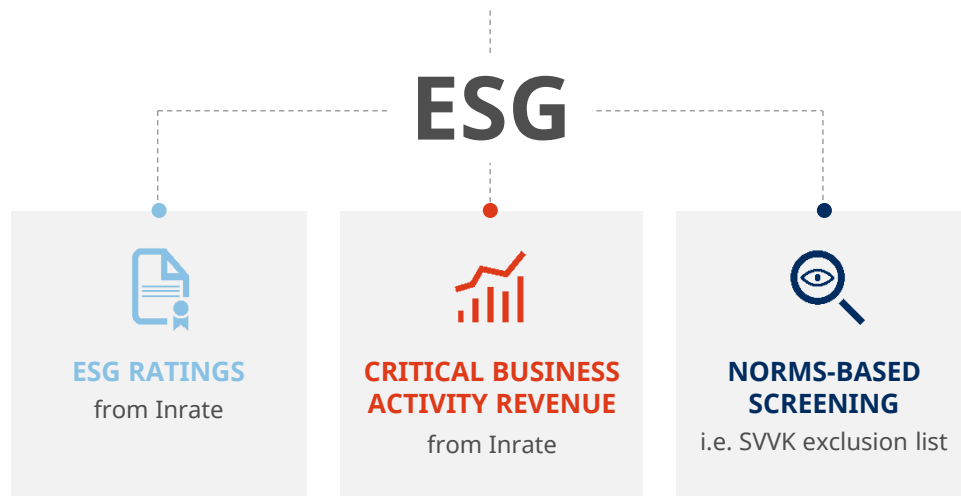 ESG
ESG RATINGS
from Inrate
CRITICAL BUSINESS
ACTIVITY REVENUE
from Inrate
NORMS-BASED
SCREENING
i.e. SVVK exclusion list